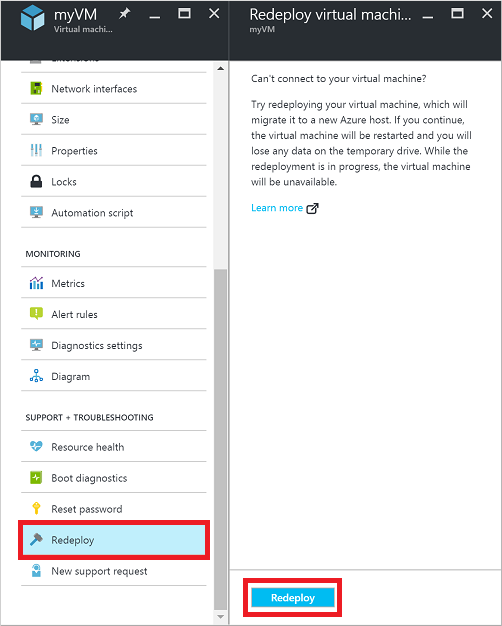 myVM
Virtual machi...
Extensions
Network interfaces
Size
Properties
Locks
Automation script
MONITORING
Metrics
Alert rules
Diagnostics settings
Diagram
SUPPORT + TROUBLESHOOTING
Resource health
Boot diagnostics
Reset password
Redeploy
New support request
Redeploy virtual machi...
myVM
Can't connect to your virtual machine?
Try redeploying your virtual machine, which will
migrate it to a new Azure host. If you continue,
the virtual machine will be restarted and you will
lose any data on the temporary drive. While the
redeployment is in progress, the virtual machine
will be unavailable.
Learn more
Redeploy